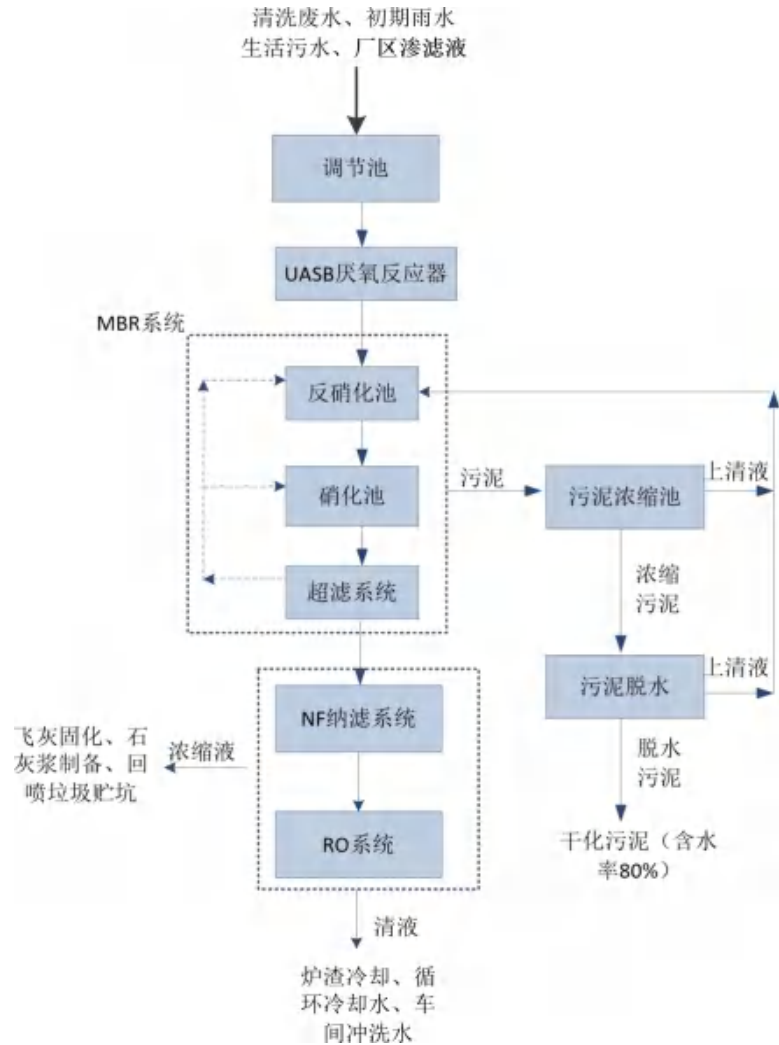 清洗废水、初期雨水
生活污水、厂区渗滤液
调节池
UASB厌氧反应器
MBR系统
反硝化池
硝化池
超滤系统
污泥
污泥浓缩池
上清液
浓缩
污泥
污泥脱水
上清液
脱水
污泥
干化污泥（含水
率80%）
NF纳滤系统
RO系统
浓缩液
飞灰固化、石
灰浆制备、回
喷垃圾贮坑
清液
炉渣冷却、循
环冷却水、车
间冲洗水